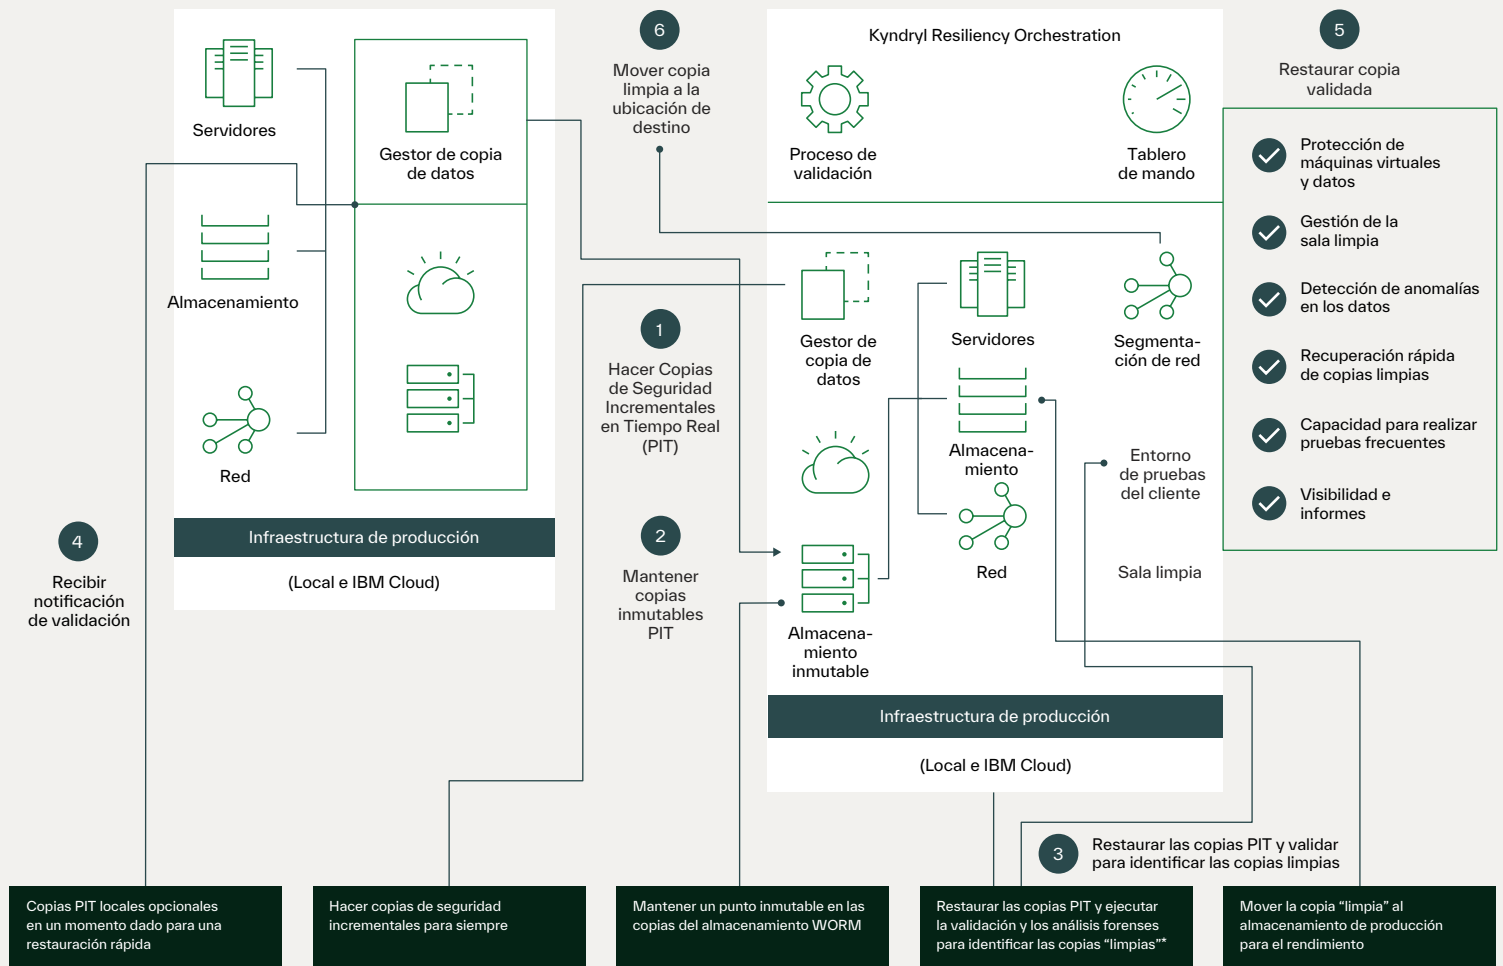 Servidores
Almacenamiento
Red
Gestor de copia
de datos
Infraestructura de producción
(Local e IBM Cloud)
4
Recibir
notificación
de validación
6
Mover copia
limpia a la
ubicación de
destino
1
Hacer Copias
de Seguridad
Incrementales
en Tiempo Real
(PIT)
2
Mantener
copias
inmutables
PIT
Kyndryl Resiliency Orchestration
Proceso de
validación
Tablero
de mando
Gestor de
copia de
datos
Servidores
Segmenta-
ción de red
Almacena-
miento
Entorno
de pruebas
del cliente
Red
Sala limpia
Almacena-
miento
inmutable
Infraestructura de producción
(Local e IBM Cloud)
5
Restaurar copia
validada
Protección de
máquinas virtuales
y datos
Gestión de la
sala limpia
Detección de anomalías
en los datos
Recuperación rápida
de copias limpias
Capacidad para realizar
pruebas frecuentes
Visibilidad e
informes
3
Restaurar las copias PIT y validar
para identificar las copias limpias
Copias PIT locales opcionales
en un momento dado para una
restauración rápida
Hacer copias de seguridad
incrementales para siempre
Mantener un punto inmutable en las
copias del almacenamiento WORM
Restaurar las copias PIT y ejecutar
la validación y los análisis forenses
para identificar las copias “limpias”*
Mover la copia “limpia” al
almacenamiento de producción
para el rendimiento